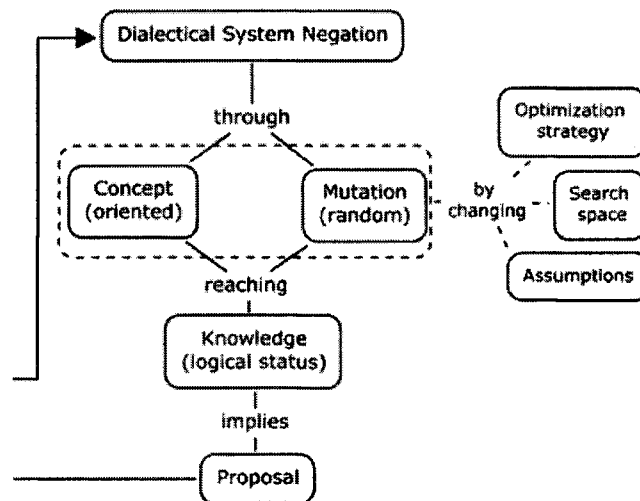 Dialectical System Negation
through
Concept
(oriented)
Mutation
(random)
by
changing
Optimization
strategy
Search
space
Assumptions
reaching
Knowledge
(logical status)
implies
Proposal